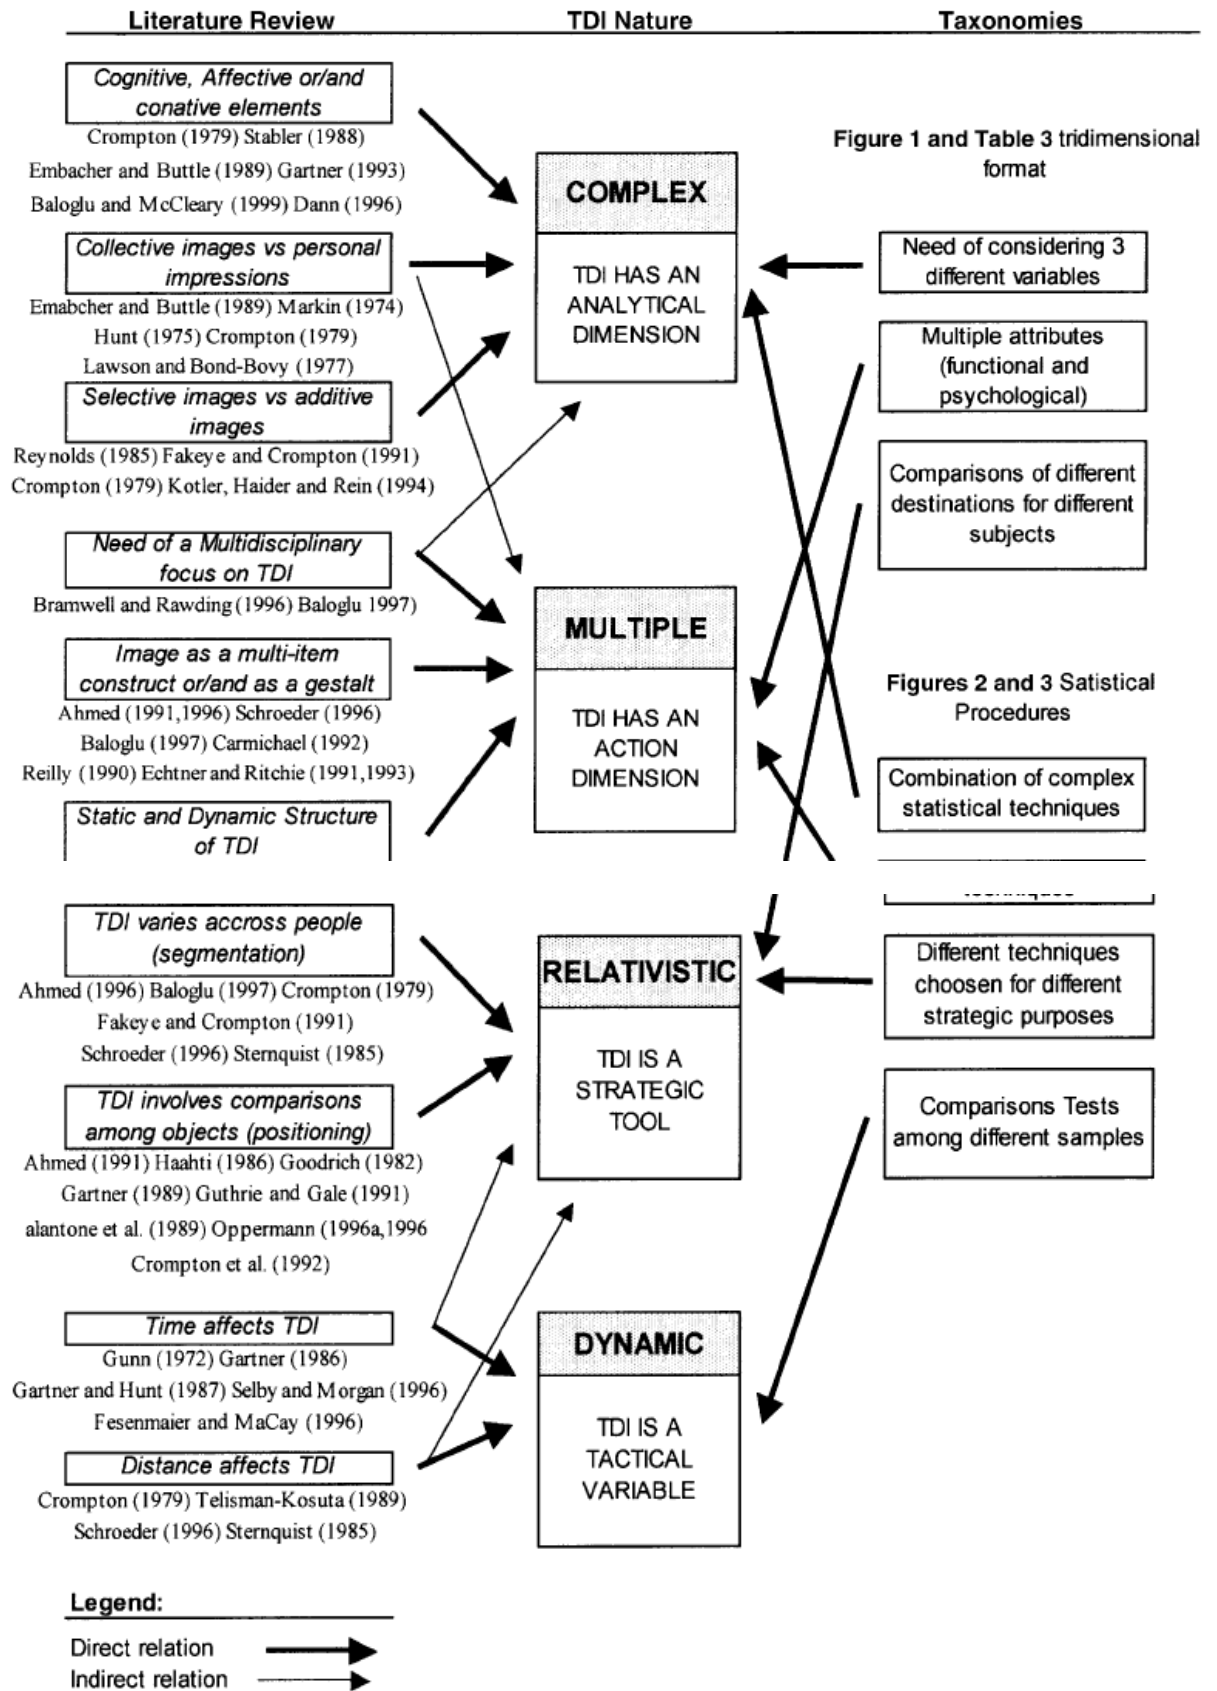 Literature Review
TDI Nature
Taxonomies
Cognitive, Affective or/and
conative elements
Crompton (1979) Stabler (1988)
Embacher and Buttle (1989) Gartner (1993)
Baloglu and McCleary (1999) Dann (1996)
Collective images vs personal
impressions
Emabcher and Buttle (1989) Markin (1974)
Hunt (1975) Crompton (1979)
Lawson and Bond-Bovy (1977)
Selective images vs additive
images
Reynolds (1985) Fakeye and Crompton (1991)
Crompton (1979) Kotler, Haider and Rein (1994)
Need of a Multidisciplinary
focus on TDI
Bramwell and Rawding (1996) Baloglu 1997)
Image as a multi-item
construct or/and as a gestalt
Ahmed (1991,1996) Schroeder (1996)
Baloglu (1997) Carmichael (1992)
Reilly (1990) Echtner and Ritchie (1991,1993)
Static and Dynamic Structure
of TDI
TDI varies accross people
(segmentation)
Ahmed (1996) Baloglu (1997) Crompton (1979)
Fakeye and Crompton (1991)
Schroeder (1996) Sternquist (1985)
TDI involves comparisons
among objects (positioning)
Ahmed (1991) Haahti (1986) Goodrich (1982)
Gartner (1989) Guthrie and Gale (1991)
alantone et al. (1989) Oppermann (1996a,1996
Crompton et al. (1992)
Time affects TDI
Gunn (1972) Gartner (1986)
Gartner and Hunt (1987) Selby and Morgan (1996)
Fesenmaier and MaCay (1996)
Distance affects TDI
Crompton (1979) Telisman-Kosuta (1989)
Schroeder (1996) Sternquist (1985)
COMPLEX
TDI HAS AN
ANALYTICAL
DIMENSION
MULTIPLE
TDI HAS AN
ACTION
DIMENSION
RELATIVISTIC
TDI IS A
STRATEGIC
TOOL
DYNAMIC
TDI IS A
TACTICAL
VARIABLE
Figure 1 and Table 3 tridimensional
format
Need of considering 3
different variables
Multiple attributes
(functional and
psychological)
Comparisons of different
destinations for different
subjects
Figures 2 and 3 Satistical
Procedures
Combination of complex
statistical techniques
Different techniques
choosen for different
strategic purposes
Comparisons Tests
among different samples
Legend:
Direct relation
Indirect relation